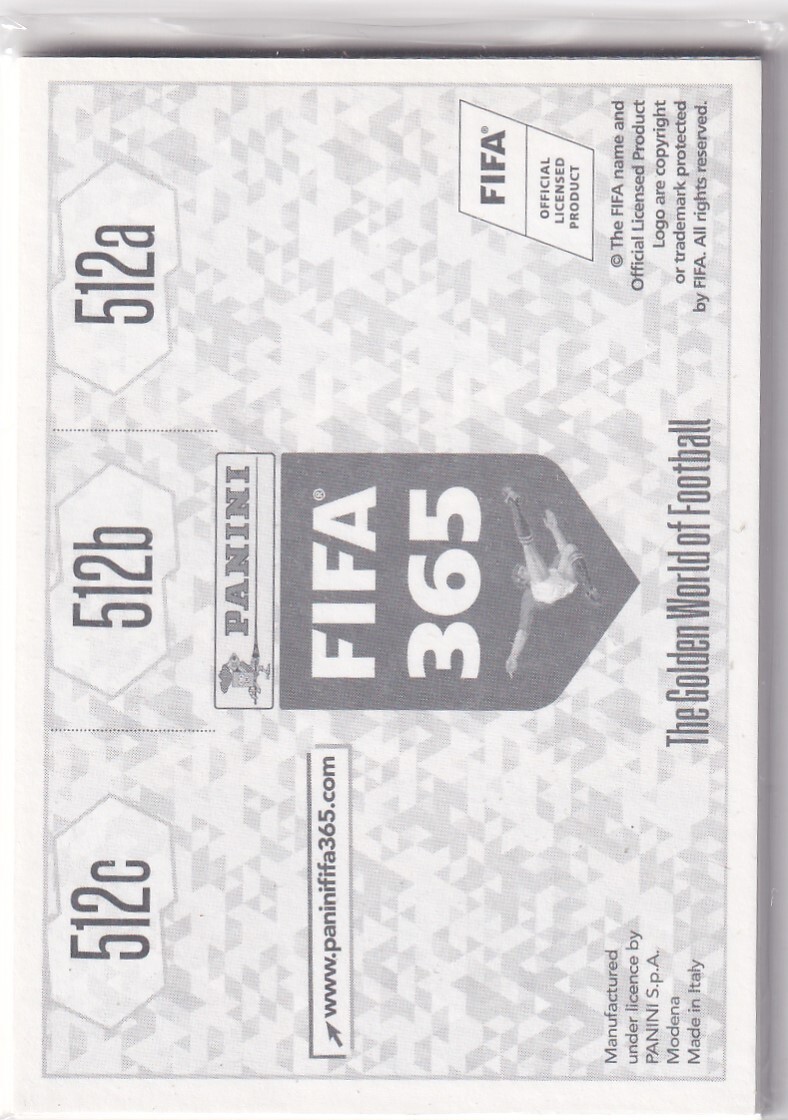 512a
512b
512c
PANINI
FIFA®
365
The Golden World of Football
www.paninififa365.com
FIFA®
OFFICIAL
LICENSED
PRODUCT
© The FIFA name and
Official Licensed Product
Logo are copyright
or trademark protected
by FIFA. All rights reserved.
Manufactured
under licence by
PANINI S.p.A.
Modena
Made in Italy